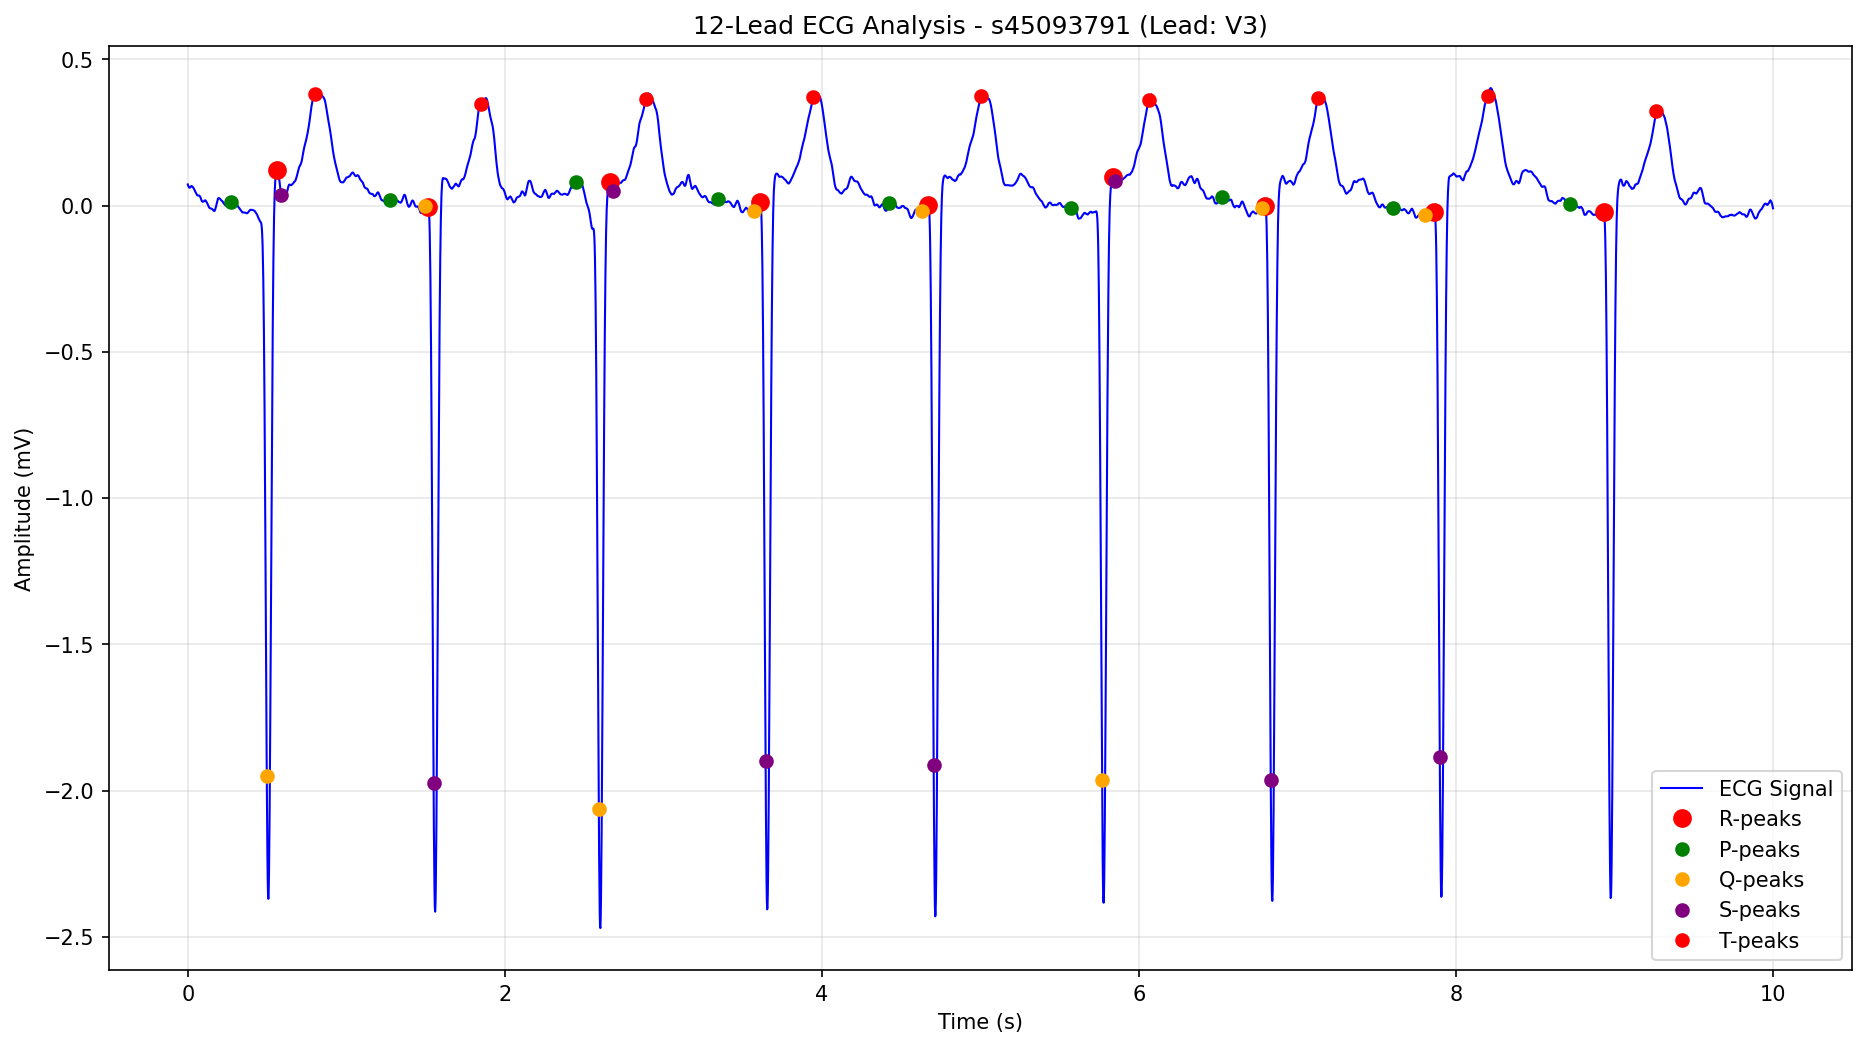 12-Lead ECG Analysis - s45093791 (Lead: V3)
Amplitude (mV)
0.5
0.0
−0.5
−1.0
−1.5
−2.0
−2.5
ECG Signal
R-peaks
P-peaks
Q-peaks
S-peaks
T-peaks
0 2 4 6 8 10
Time (s)